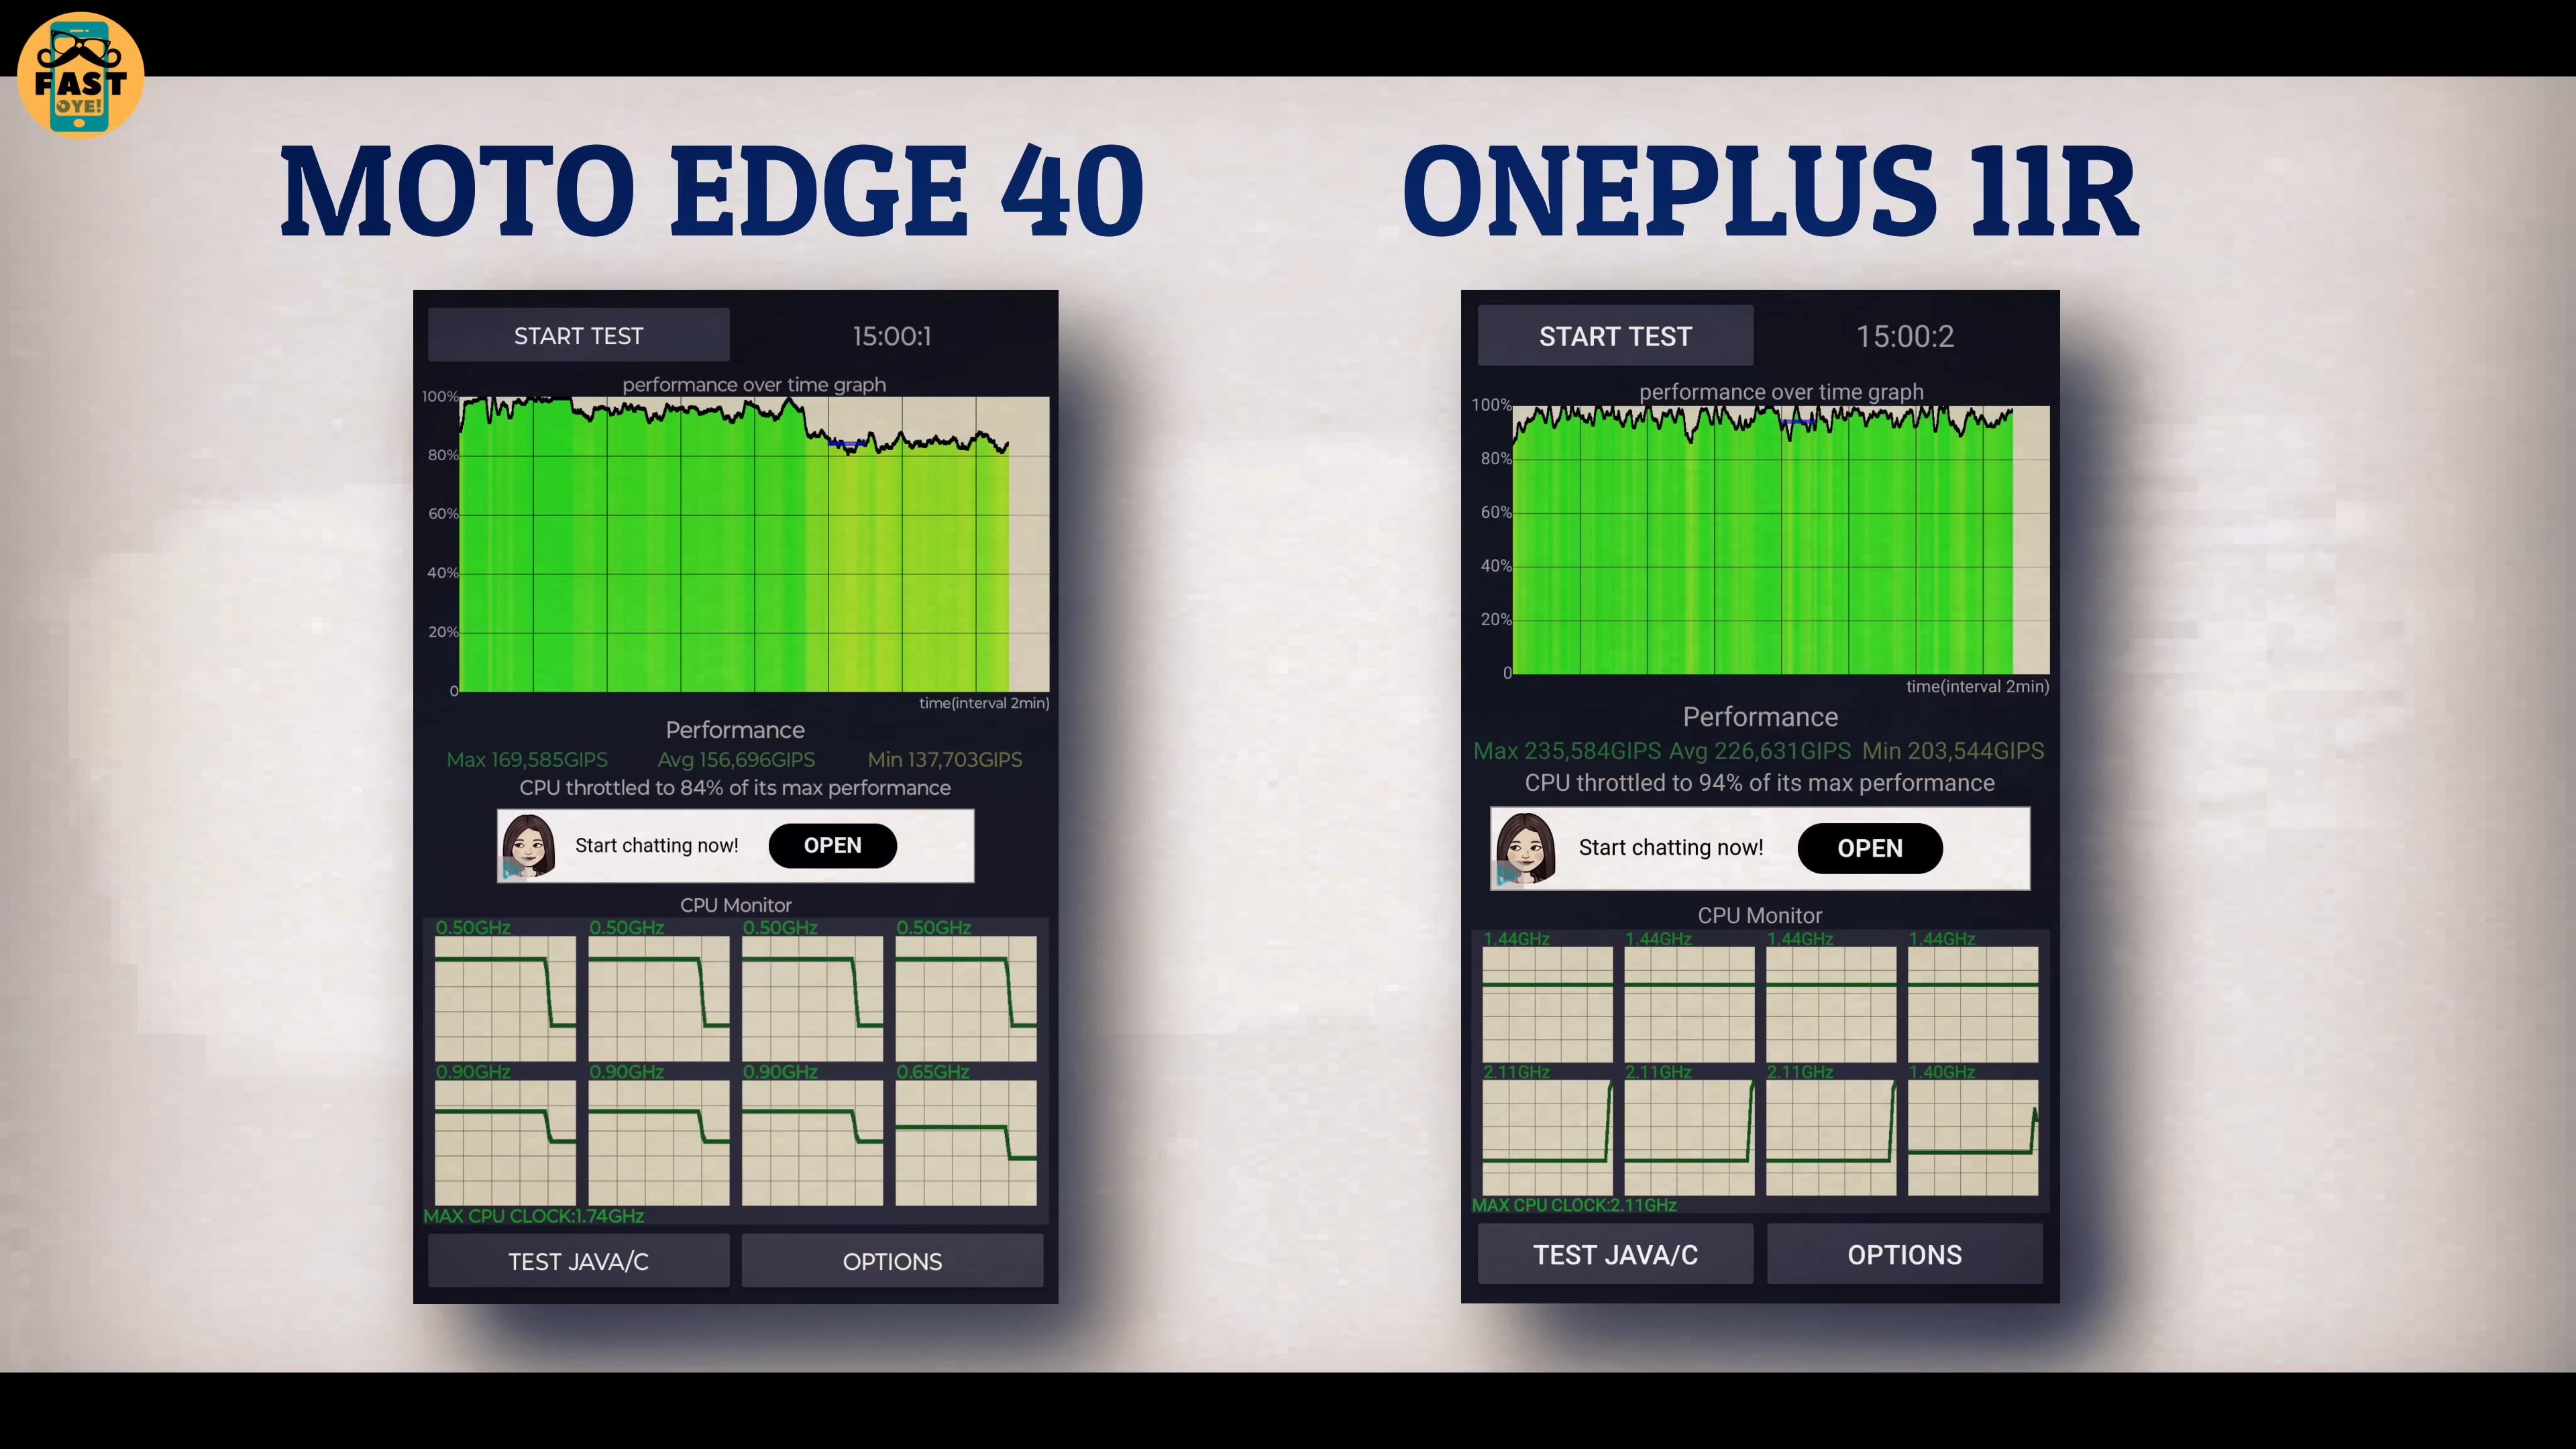 FAST
OYE!
MOTO EDGE 40
ONEPLUS 11R
START TEST
15:00:1
performance over time graph
100%
80%
60%
40%
20%
0
time(interval 2min)
Performance
Max 169,585GIPS
Avg 156,696GIPS
Min 137,703GIPS
CPU throttled to 84% of its max performance
Start chatting now!
OPEN
CPU Monitor
0.50GHz
0.50GHz
0.50GHz
0.50GHz
0.90GHz
0.90GHz
0.90GHz
0.65GHz
MAX CPU CLOCK:1.74GHz
TEST JAVA/C
OPTIONS
START TEST
15:00:2
performance over time graph
100%
80%
60%
40%
20%
0
time(interval 2min)
Performance
Max 235,584GIPS Avg 226,631GIPS Min 203,544GIPS
CPU throttled to 94% of its max performance
Start chatting now!
OPEN
CPU Monitor
1.44GHz
1.44GHz
1.44GHz
1.44GHz
2.11GHz
2.11GHz
2.11GHz
1.40GHz
MAX CPU CLOCK:2.11GHz
TEST JAVA/C
OPTIONS